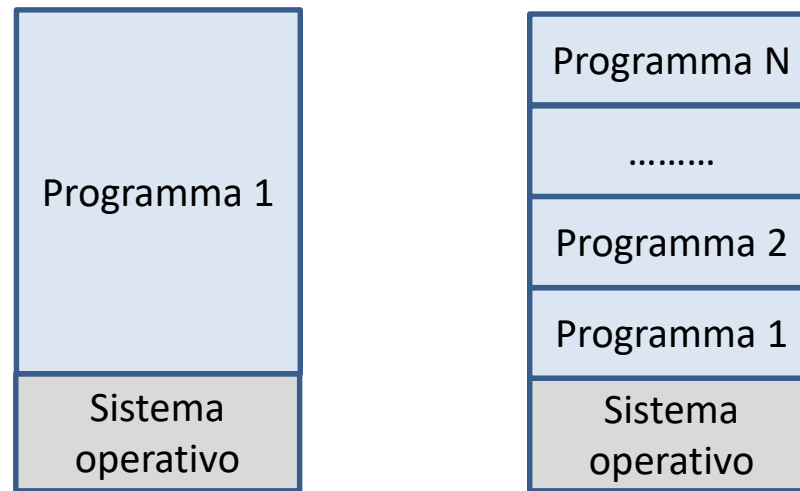 Programma 1
Sistema
operativo
Programma N
.........
Programma 2
Programma 1
Sistema
operativo